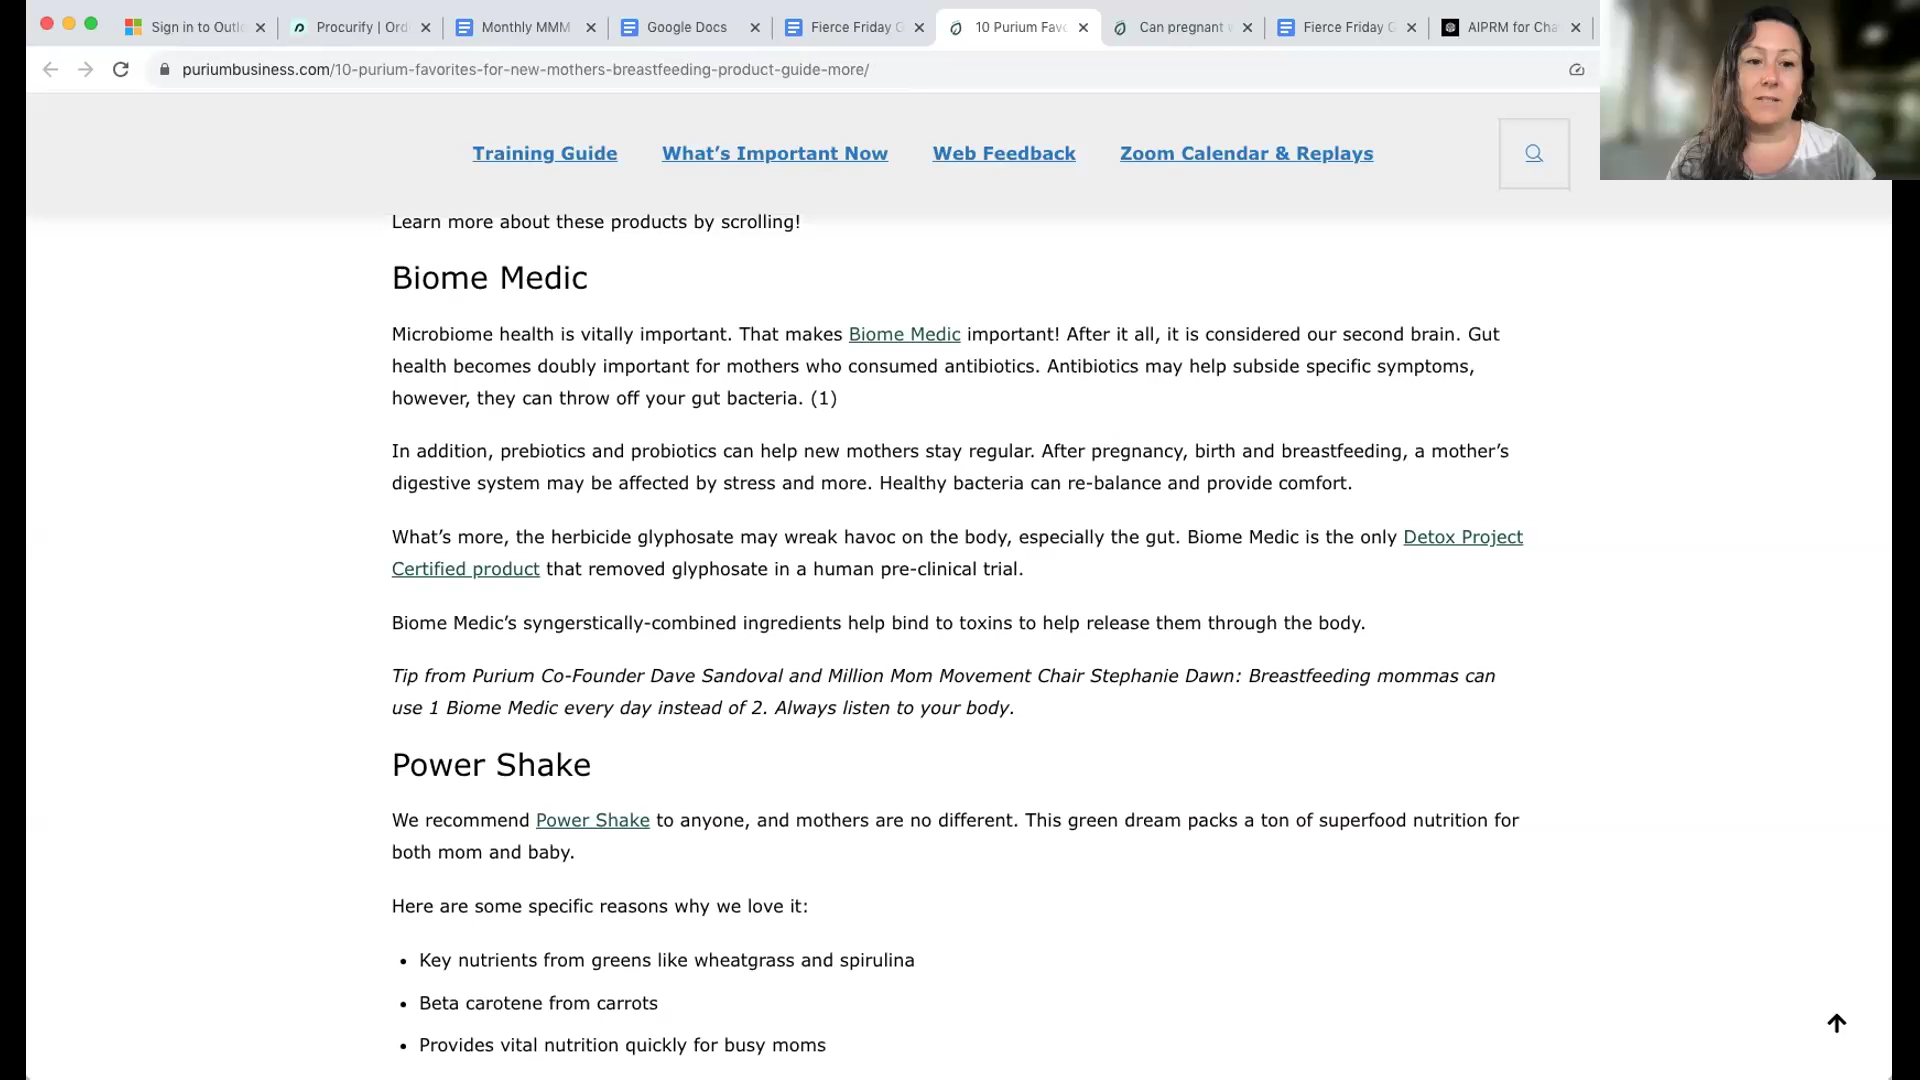 Sign in to Outlo
Procurify | Ord
Monthly MMM
Google Docs
Fierce Friday G
10 Purium Favo
Can pregnant w
Fierce Friday G
AIPRM for Cha
puriumbusiness.com/10-purium-favorites-for-new-mothers-breastfeeding-product-guide-more/
Training Guide
What’s Important Now
Web Feedback
Zoom Calendar & Replays
Learn more about these products by scrolling!
Biome Medic
Microbiome health is vitally important. That makes Biome Medic important! After it all, it is considered our second brain. Gut
health becomes doubly important for mothers who consumed antibiotics. Antibiotics may help subside specific symptoms,
however, they can throw off your gut bacteria. (1)
In addition, prebiotics and probiotics can help new mothers stay regular. After pregnancy, birth and breastfeeding, a mother’s
digestive system may be affected by stress and more. Healthy bacteria can re-balance and provide comfort.
What’s more, the herbicide glyphosate may wreak havoc on the body, especially the gut. Biome Medic is the only Detox Project
Certified product that removed glyphosate in a human pre-clinical trial.
Biome Medic’s syngerstically-combined ingredients help bind to toxins to help release them through the body.
Tip from Purium Co-Founder Dave Sandoval and Million Mom Movement Chair Stephanie Dawn: Breastfeeding mommas can
use 1 Biome Medic every day instead of 2. Always listen to your body.
Power Shake
We recommend Power Shake to anyone, and mothers are no different. This green dream packs a ton of superfood nutrition for
both mom and baby.
Here are some specific reasons why we love it:
• Key nutrients from greens like wheatgrass and spirulina
• Beta carotene from carrots
• Provides vital nutrition quickly for busy moms